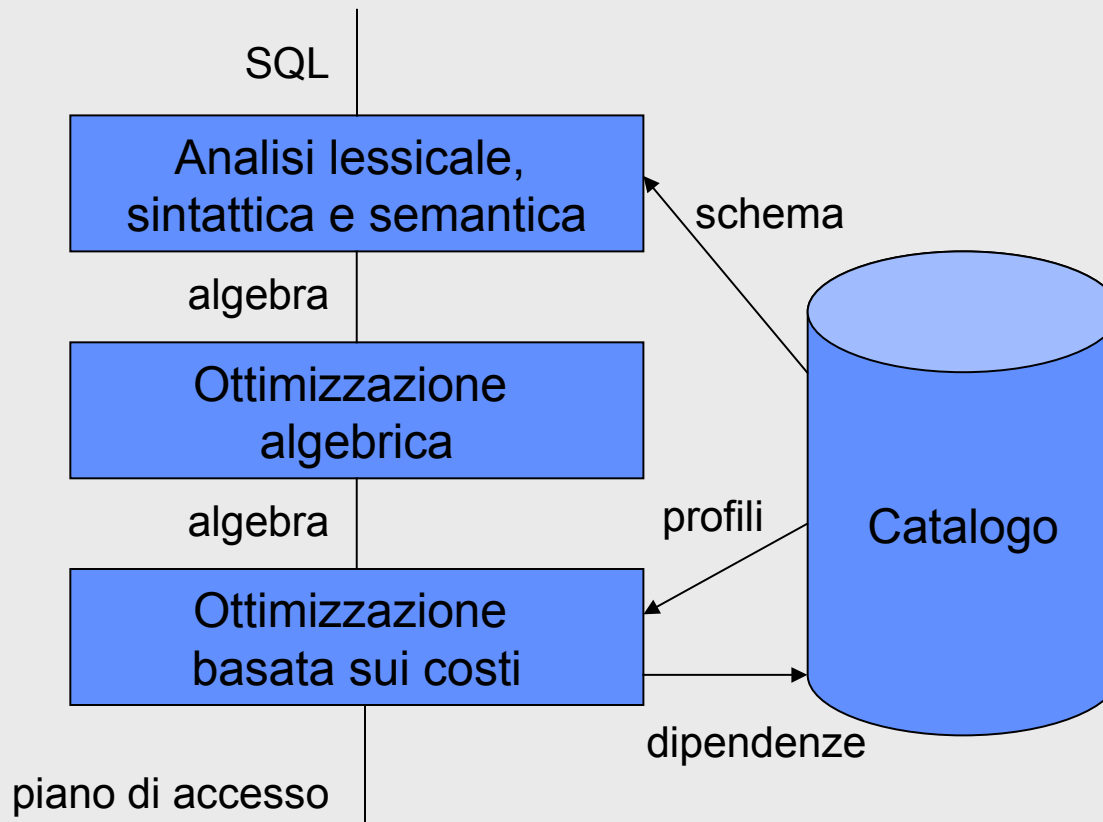 SQL
Analisi lessicale,
sintattica e semantica
schema
algebra
Ottimizzazione
algebrica
algebra
profili
Catalogo
Ottimizzazione
basata sui costi
dipendenze
piano di accesso